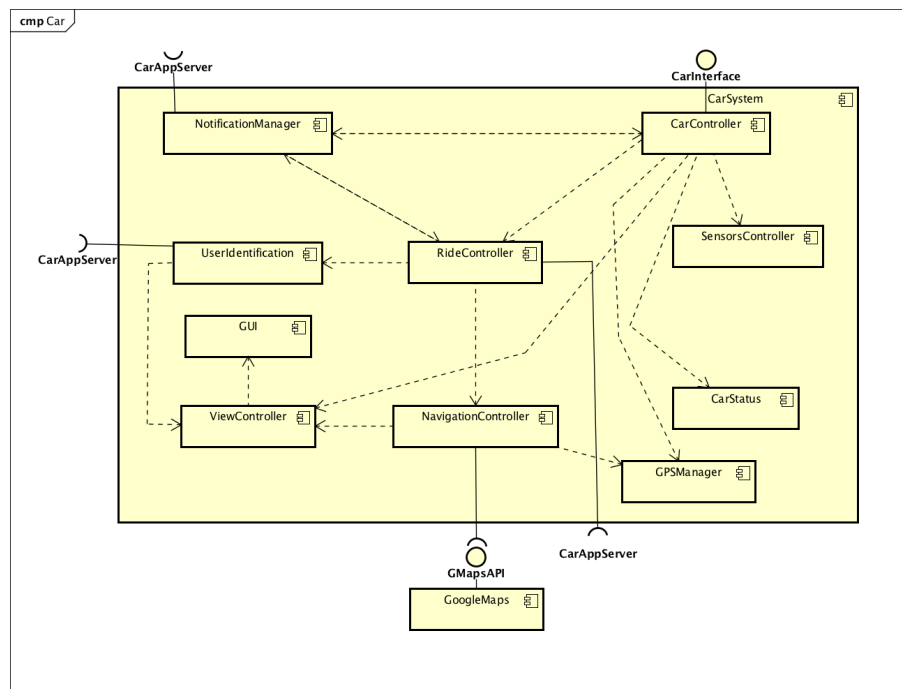 cmp Car
CarAppServer
CarInterface
CarSystem
NotificationManager
CarController
SensorsController
CarAppServer
UserIdentification
RideController
GUI
CarStatus
ViewController
NavigationController
GPSManager
CarAppServer
GMapsAPI
GoogleMaps